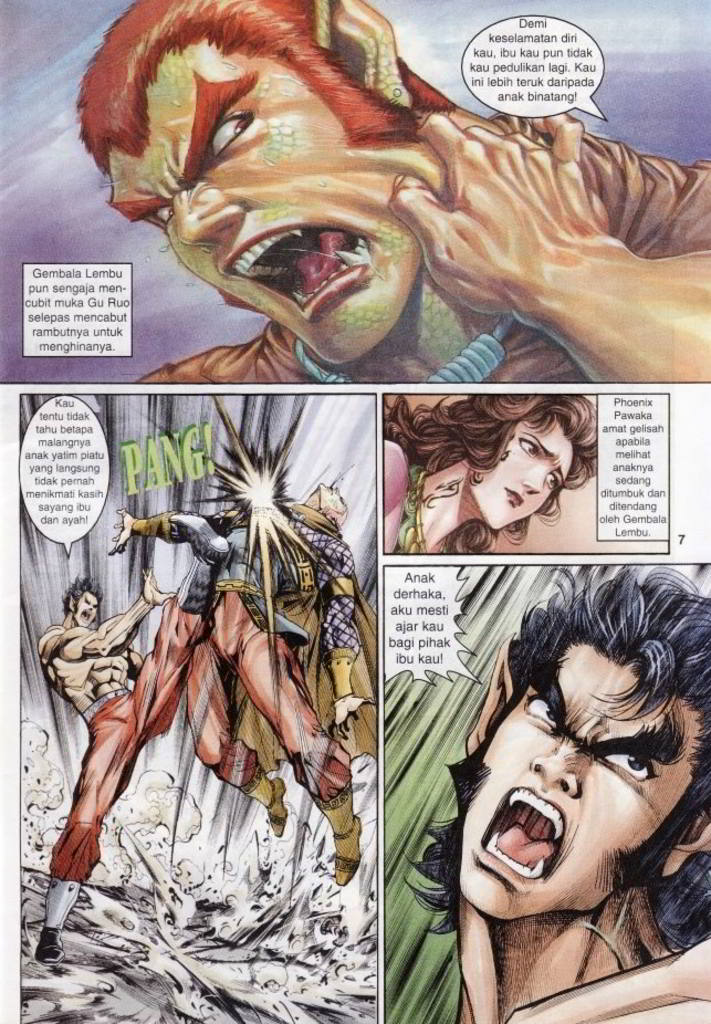 Demi
keselamatan diri
kau, ibu kau pun tidak
kau pedulikan lagi. Kau
ini lebih teruk daripada
anak binatang!
Gembala Lembu
pun sengaja men-
cubit muka Gu Ruo
selepas mencabut
rambutnya untuk
menghinanya.
Kau
tentu tidak
tahu betapa
malangnya
anak yatim piatu
yang langsung
tidak pernah
menikmati kasih
sayang ibu
dan ayah!
PANG!
Phoenix
Pawaka
amat gelisah
apabila
melihat
anaknya
sedang
ditumbuk dan
ditendang
oleh Gembala
Lembu.
7
Anak
derhaka,
aku mesti
ajar kau
bagi pihak
ibu kau!